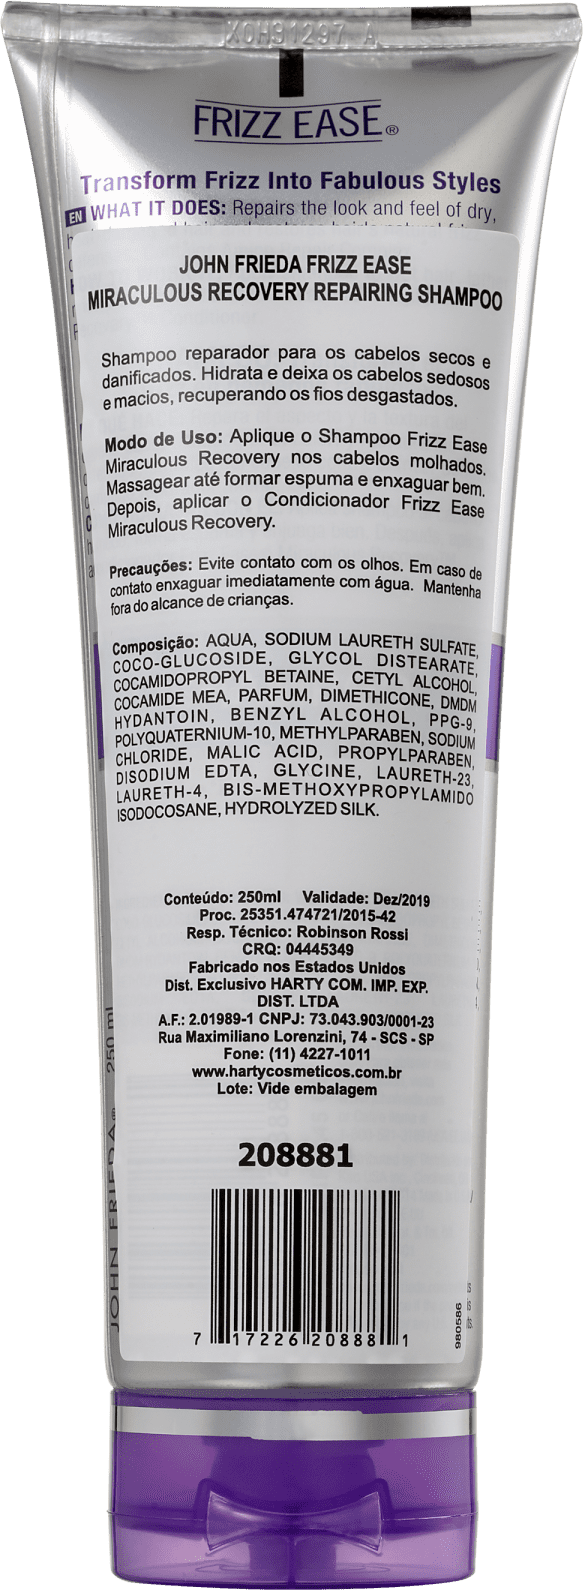 XOH91297 A
FRIZZ EASE®
Transform Frizz Into Fabulous Styles
EN WHAT IT DOES: Repairs the look and feel of dry,
JOHN FRIEDA FRIZZ EASE
MIRACULOUS RECOVERY REPAIRING SHAMPOO
Shampoo reparador para os cabelos secos e
danificados. Hidrata e deixa os cabelos sedosos
e macios, recuperando os fios desgastados.
Modo de Uso: Aplique o Shampoo Frizz Ease
Miraculous Recovery nos cabelos molhados.
Massagear até formar espuma e enxaguar bem.
Depois, aplicar o Condicionador Frizz Ease
Miraculous Recovery.
Precauções: Evite contato com os olhos. Em caso de
contato enxaguar imediatamente com água. Mantenha
fora do alcance de crianças.
Composição: AQUA, SODIUM LAURETH SULFATE,
COCO-GLUCOSIDE, GLYCOL DISTEARATE,
COCAMIDOPROPYL BETAINE, CETYL ALCOHOL,
COCAMIDE MEA, PARFUM, DIMETHICONE, DMDM
HYDANTOIN, BENZYL ALCOHOL, PPG-9,
POLYQUATERNIUM-10, METHYLPARABEN, SODIUM
CHLORIDE, MALIC ACID, PROPYLPARABEN,
DISODIUM EDTA, GLYCINE, LAURETH-23,
LAURETH-4, BIS-METHOXYPROPYLAMIDO
ISODOCOSANE, HYDROLYZED SILK.
Conteúdo: 250ml Validade: Dez/2019
Proc. 25351.474721/2015-42
Resp. Técnico: Robinson Rossi
CRQ: 04445349
Fabricado nos Estados Unidos
Dist. Exclusivo HARTY COM. IMP. EXP.
DIST. LTDA
A.F.: 2.01989-1 CNPJ: 73.043.903/0001-23
Rua Maximiliano Lorenzini, 74 - SCS - SP
Fone: (11) 4227-1011
www.hartycosmeticos.com.br
Lote: Vide embalagem
208881
7 17226 20888 1
980586
JOHN FRIEDA® 250 ml